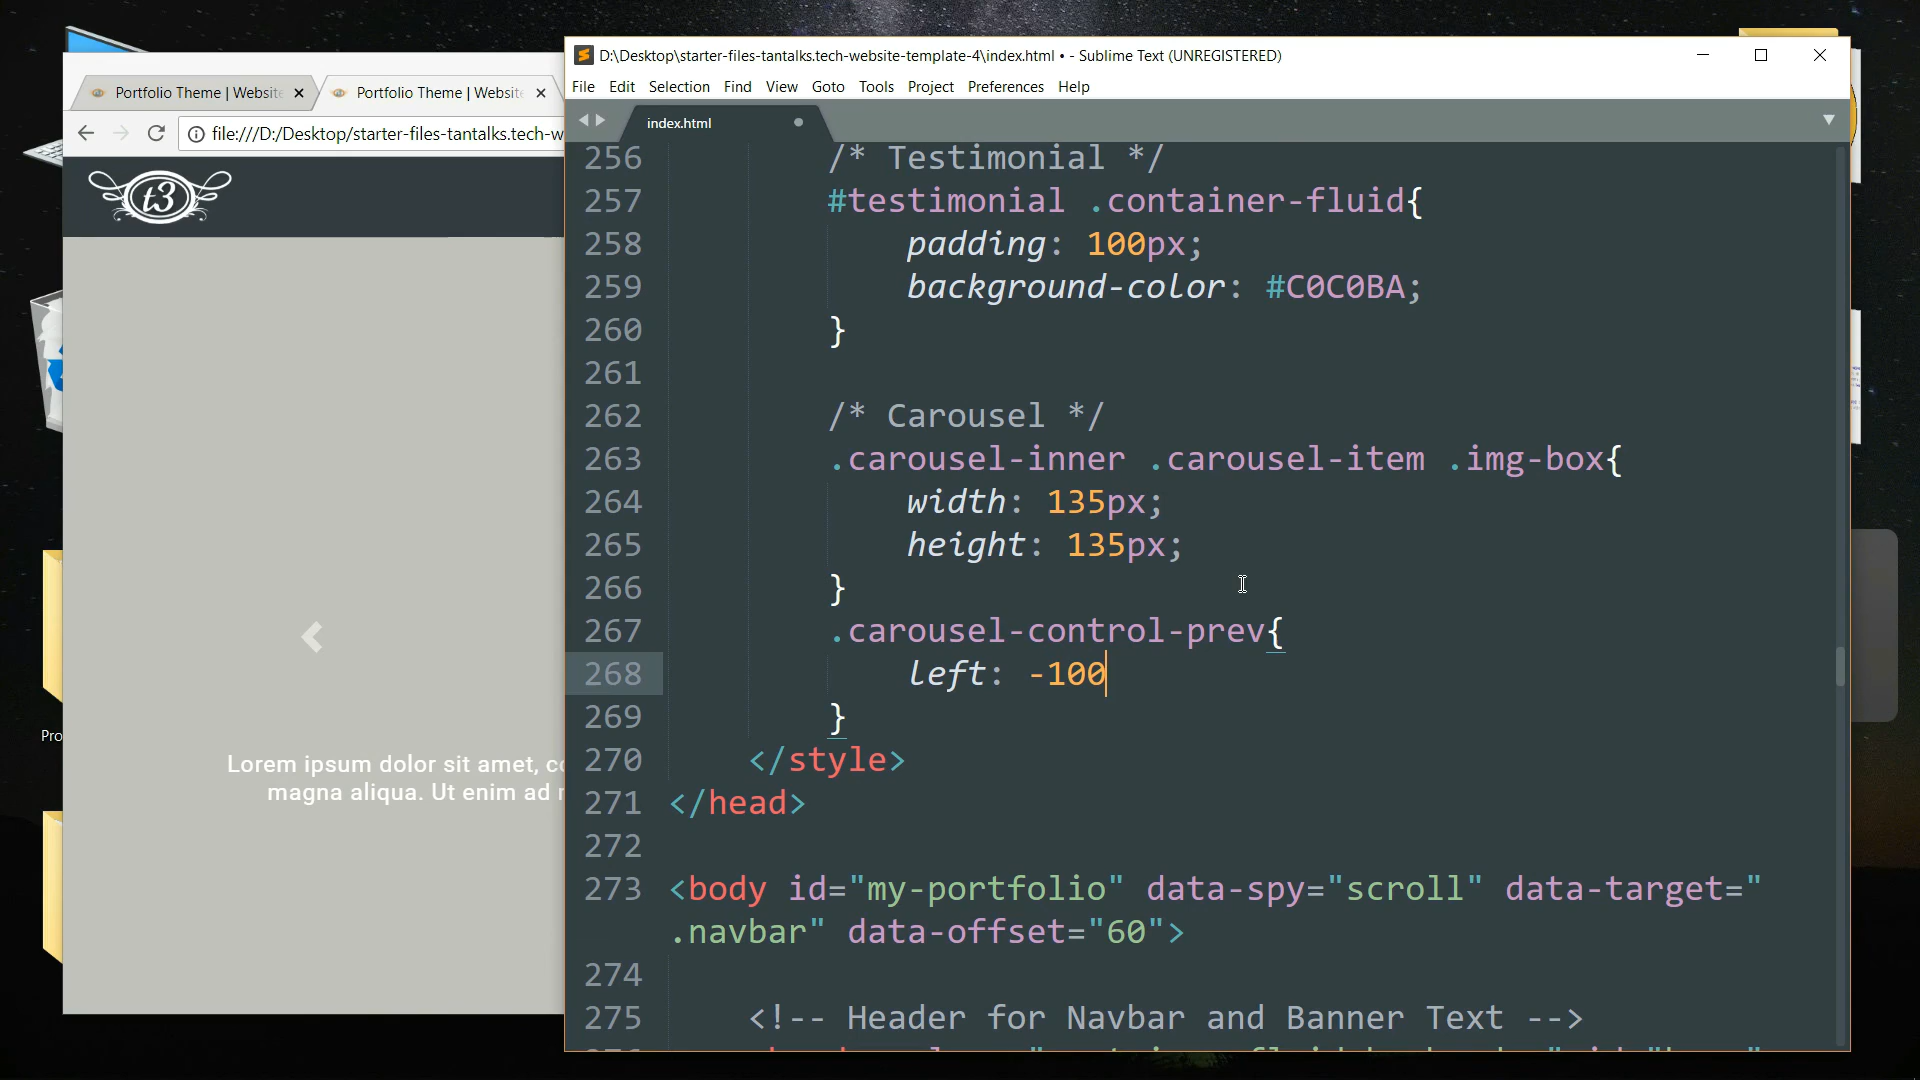 D:\Desktop\starter-files-tantalks.tech-website-template-4\index.html • - Sublime Text (UNREGISTERED)
File Edit Selection Find View Goto Tools Project Preferences Help
index.html
Portfolio Theme | Website
Portfolio Theme | Websit
file:///D:/Desktop/starter-files-tantalks.tech-w
t3
Lorem ipsum dolor sit amet, co
magna aliqua. Ut enim ad
Pro
256 /* Testimonial */
257 #testimonial .container-fluid{
258 padding: 100px;
259 background-color: #C0C0BA;
260 }
261
262 /* Carousel */
263 .carousel-inner .carousel-item .img-box{
264 width: 135px;
265 height: 135px;
266 }
267 .carousel-control-prev{
268 left: -100
269 }
270 </style>
271 </head>
272
273 <body id="my-portfolio" data-spy="scroll" data-target="
.navbar" data-offset="60">
274
275 <!-- Header for Navbar and Banner Text -->